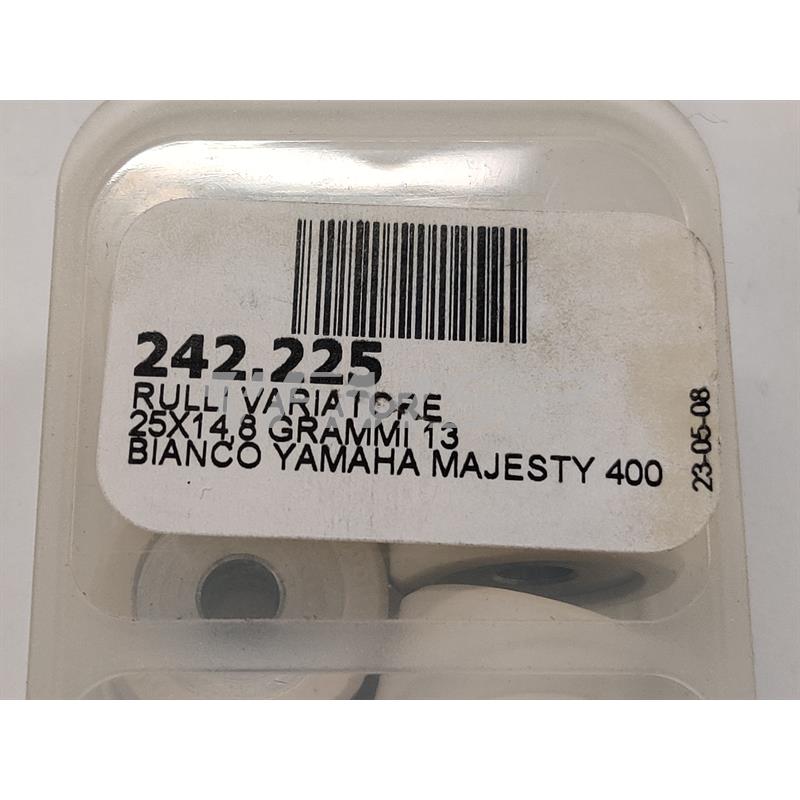 242.225
RULLI VARIATORE
25X14,8 GRAMMI 13
BIANCO YAMAHA MAJESTY 400
23-05-08